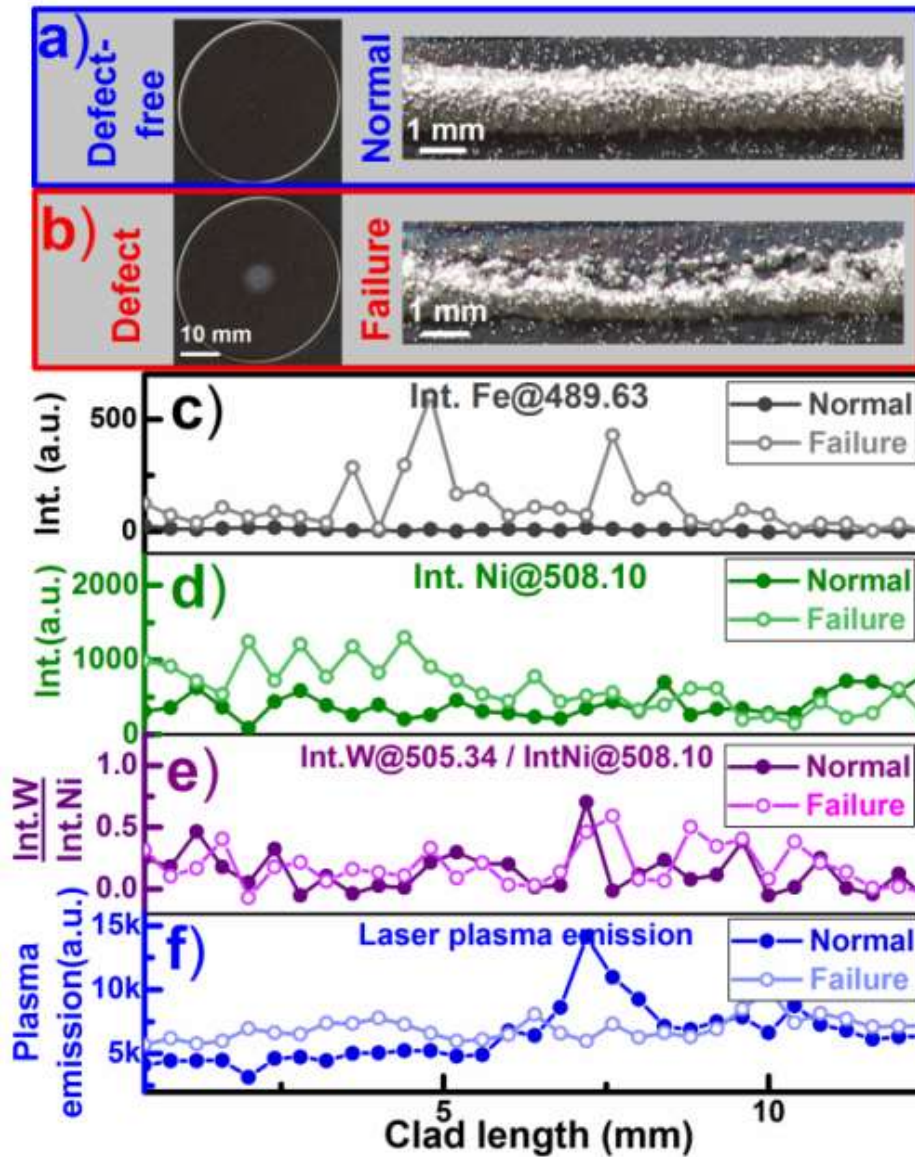 a)
Defect-
free
Normal
1 mm
b)
Defect
10 mm
Failure
1 mm
c)
Int. Fe@489.63
Normal
Failure
Int. (a.u.)
500
0
d)
Int. Ni@508.10
Normal
Failure
Int.(a.u.)
2000
1000
0
e)
Int.W@505.34 / IntNi@508.10
Normal
Failure
Int.W
Int.Ni
1.0
0.5
0.0
f)
Laser plasma emission
Normal
Failure
Plasma
emission(a.u.)
15k
10k
5k
5
10
Clad length (mm)